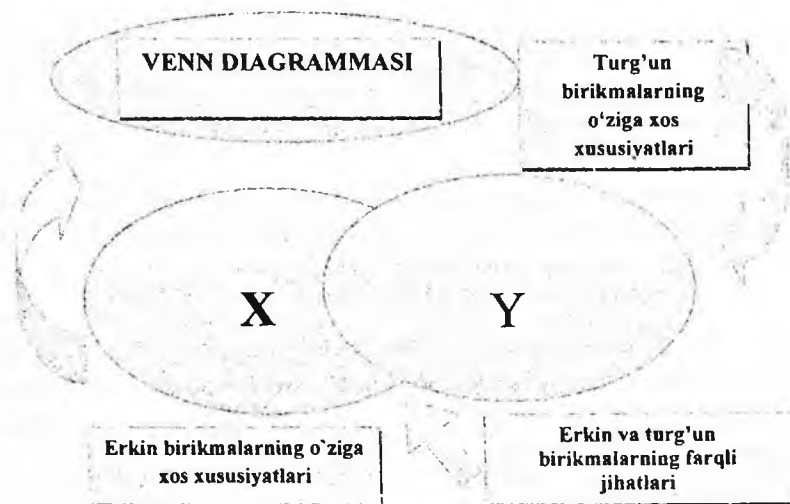 VENN DIAGRAMMASI
Turg'un
birikmalarning
o‘ziga xos
xususiyatlari
X
Y
Erkin birikmalarning o`ziga
xos xususiyatlari
Erkin va turg'un
birikmalarning farqli
jihatlari